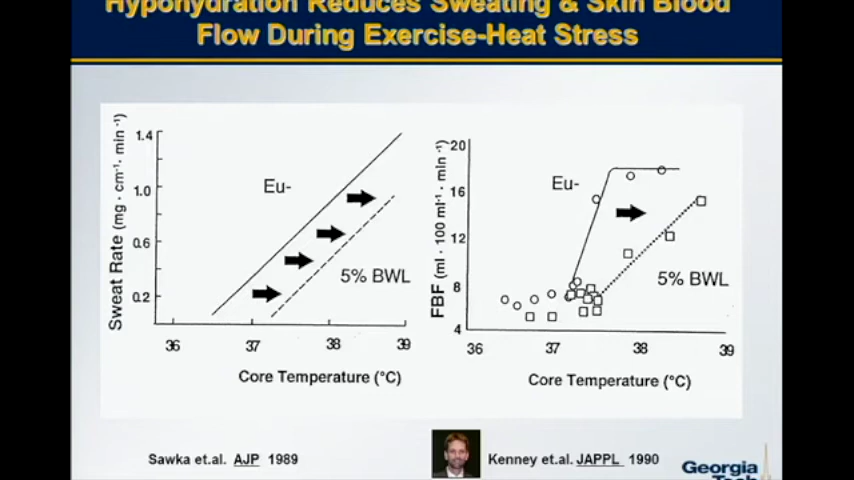 Hypohydration Reduces Sweating & Skin Blood
Flow During Exercise-Heat Stress
Sweat Rate (mg · cm⁻¹ · min⁻¹)
1.4
1.0
0.6
0.2
Eu-
5% BWL
36 37 38 39
Core Temperature (°C)
FBF (ml · 100 ml⁻¹ · min⁻¹)
20
16
12
8
4
Eu-
5% BWL
36 37 38 39
Core Temperature (°C)
Sawka et.al. AJP 1989
Kenney et.al. JAPPL 1990
Georgia
Tech